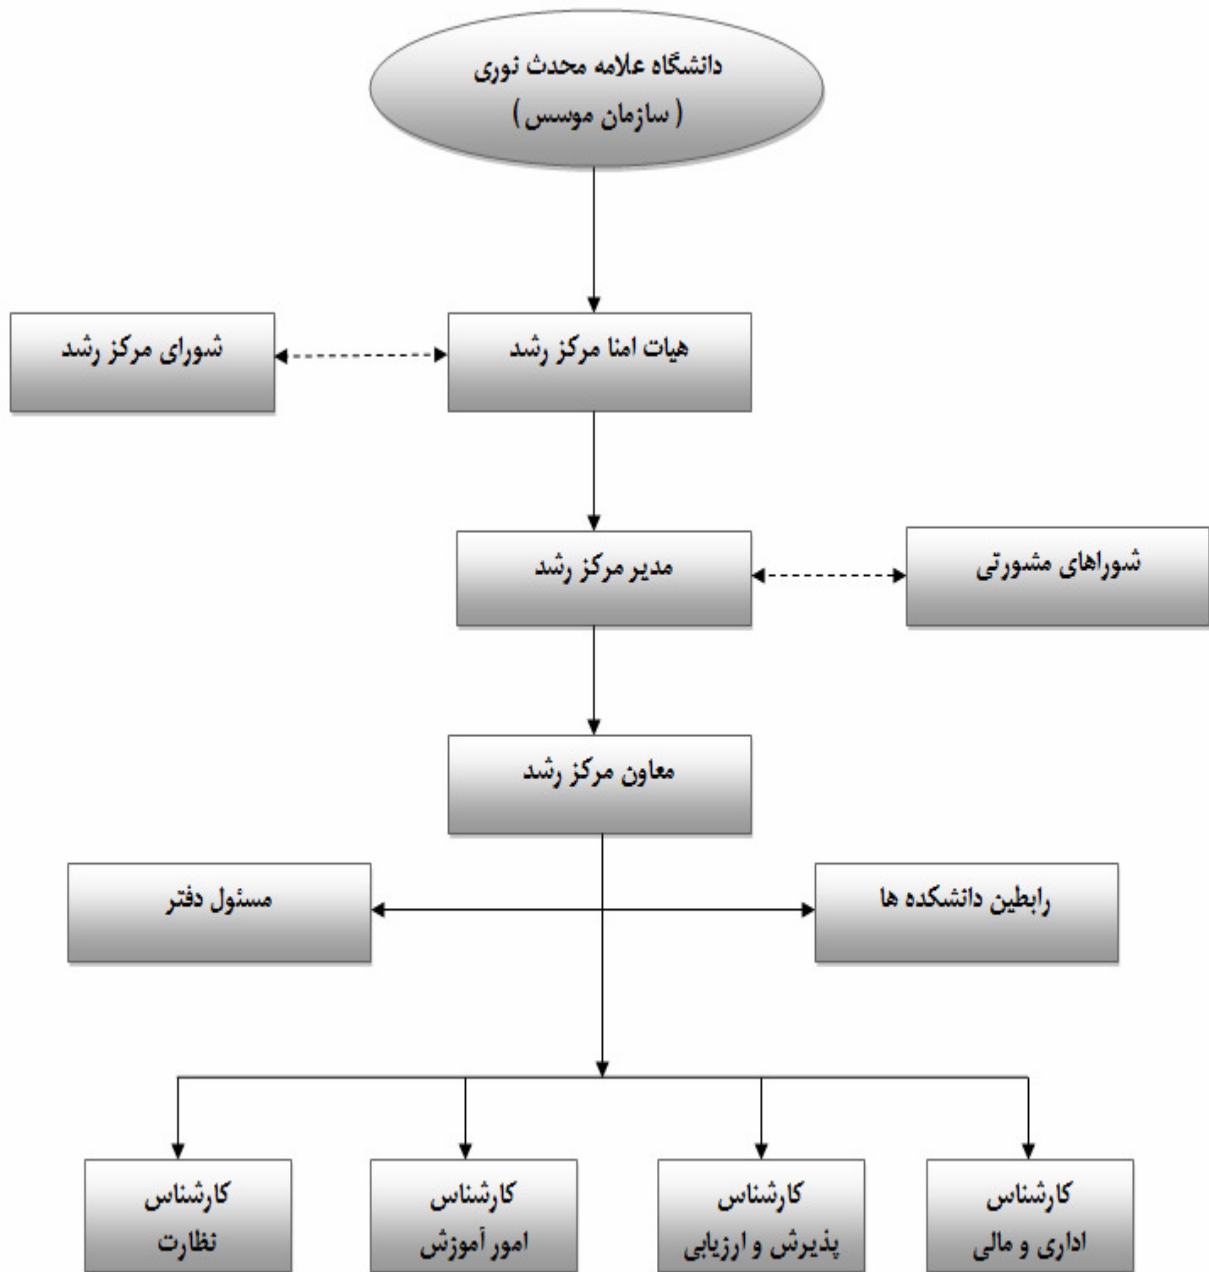 دانشگاه علامه محدث نوری
( سازمان موسس )
هیات امنا مرکز رشد
شورای مرکز رشد
شوراهای مشورتی
مدیر مرکز رشد
معاون مرکز رشد
رابطین دانشکده ها
مسئول دفتر
کارشناس
اداری و مالی
کارشناس
پذیرش و ارزیابی
کارشناس
امور آموزش
کارشناس
نظارت